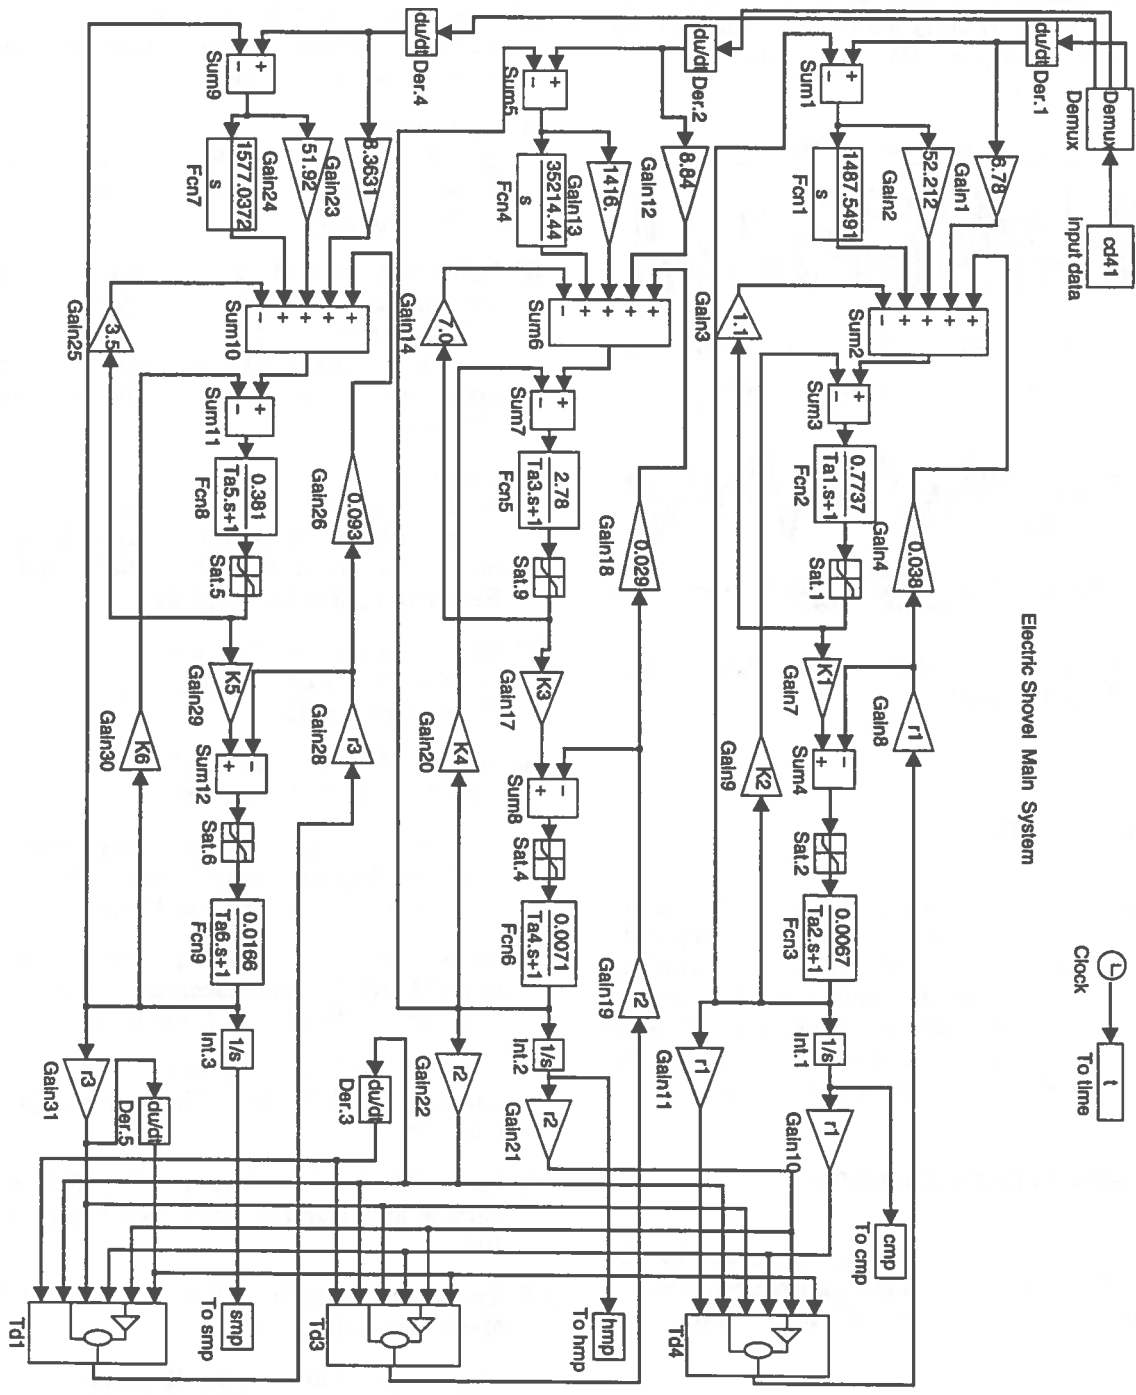 Electric Shovel Main System
Clock
t
To time
cd41
input data
Demux
Demux
du/dt
Der.1
6.78
Gain1
52.212
Gain2
1487.5491
s
Fcn1
+
-
Sum1
+
+
+
+
-
Sum2
1.1
Gain3
+
-
Sum3
0.7737
Ta1.s+1
Fcn2
Sat.1
0.038
Gain4
K1
Gain7
r1
Gain8
K2
Gain9
-
+
Sum4
Sat.2
0.0067
Ta2.s+1
Fcn3
1/s
Int.1
r1
Gain10
r1
Gain11
cmp
To cmp
Td4
du/dt
Der.2
8.84
Gain12
1416.
Gain13
35214.44
s
Fcn4
+
-
Sum5
+
+
+
+
-
Sum6
7.0
Gain14
+
-
Sum7
2.78
Ta3.s+1
Fcn5
Sat.9
0.029
Gain18
K3
Gain17
r2
Gain19
K4
Gain20
-
+
Sum8
Sat.4
0.0071
Ta4.s+1
Fcn6
1/s
Int.2
r2
Gain21
r2
Gain22
du/dt
Der.3
hmp
To hmp
Td3
du/dt
Der.4
8.3631
Gain23
51.92
Gain24
1577.0372
s
Fcn7
+
-
Sum9
+
+
+
+
-
Sum10
3.5
Gain25
+
-
Sum11
0.381
Ta5.s+1
Fcn8
Sat.5
0.093
Gain26
K5
Gain29
r3
Gain28
K6
Gain30
-
+
Sum12
Sat.6
0.0166
Ta6.s+1
Fcn9
1/s
Int.3
r3
Gain31
du/dt
Der.5
smp
To smp
Td1